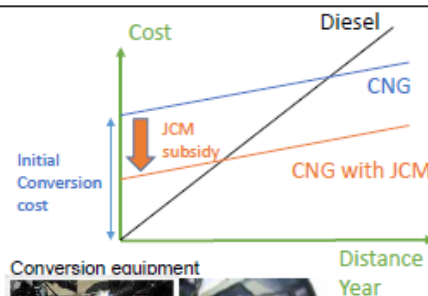 Cost
Diesel
CNG
JCM
subsidy
Initial
Conversion
cost
CNG with JCM
Distance
Year
Conversion equipment